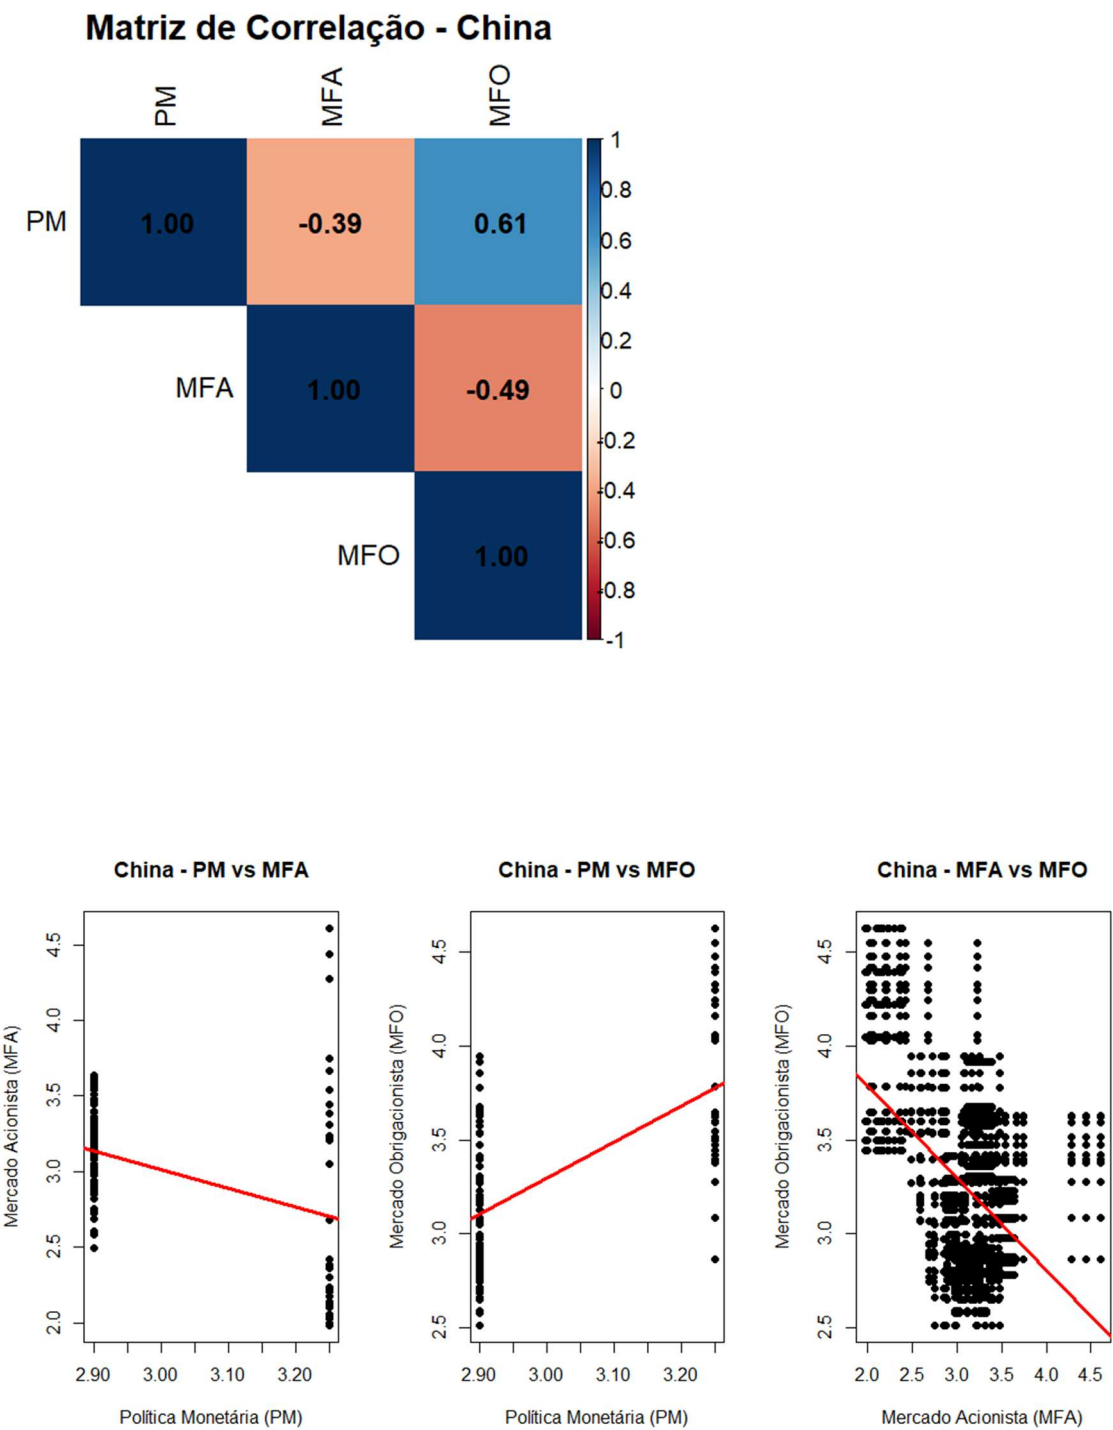 Matriz de Correlação - China
PM
MFA
MFO
PM
1.00
-0.39
0.61
MFA
1.00
-0.49
MFO
1.00
1
0.8
0.6
0.4
0.2
0
-0.2
-0.4
-0.6
-0.8
-1
China - PM vs MFA
Mercado Acionista (MFA)
4.5
4.0
3.5
3.0
2.5
2.0
2.90
3.00
3.10
3.20
Política Monetária (PM)
China - PM vs MFO
Mercado Obrigacionista (MFO)
4.5
4.0
3.5
3.0
2.5
2.90
3.00
3.10
3.20
Política Monetária (PM)
China - MFA vs MFO
Mercado Obrigacionista (MFO)
4.5
4.0
3.5
3.0
2.5
2.0
2.5
3.0
3.5
4.0
4.5
Mercado Acionista (MFA)